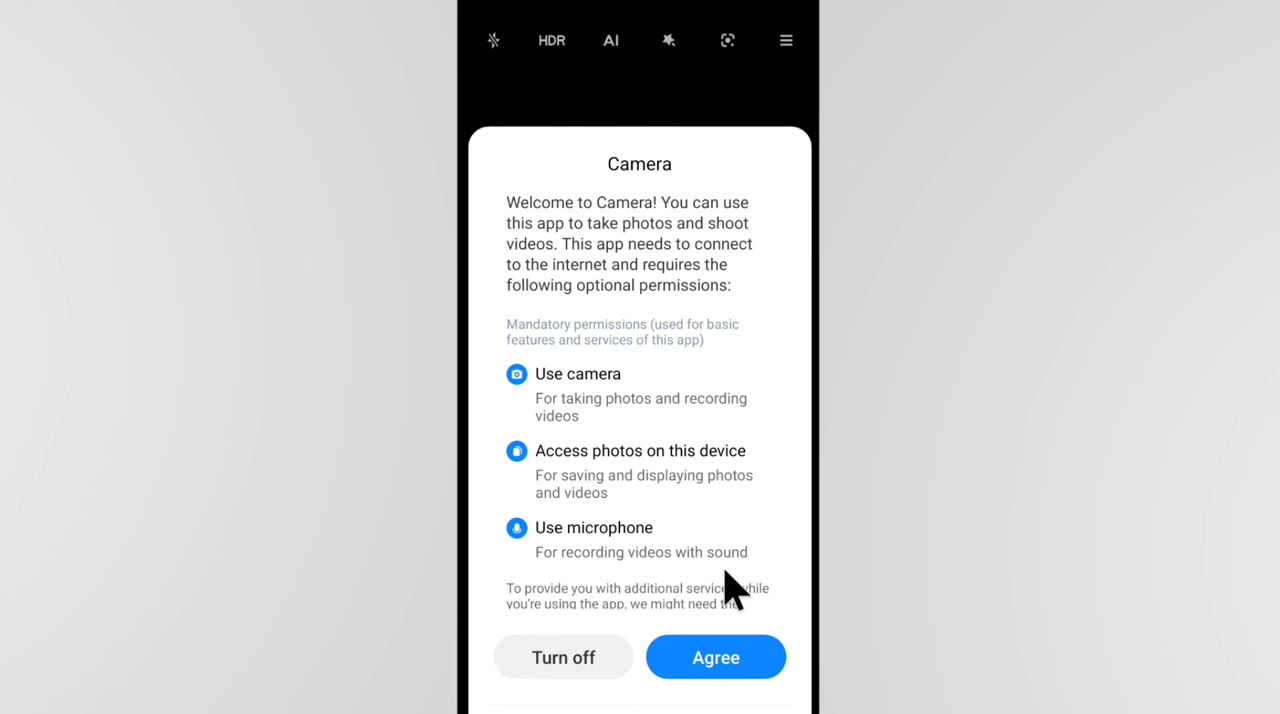 HDR AI
Camera
Welcome to Camera! You can use
this app to take photos and shoot
videos. This app needs to connect
to the internet and requires the
following optional permissions:
Mandatory permissions (used for basic
features and services of this app)
Use camera
For taking photos and recording
videos
Access photos on this device
For saving and displaying photos
and videos
Use microphone
For recording videos with sound
To provide you with additional services while
you're using the app, we might need the
Turn off Agree